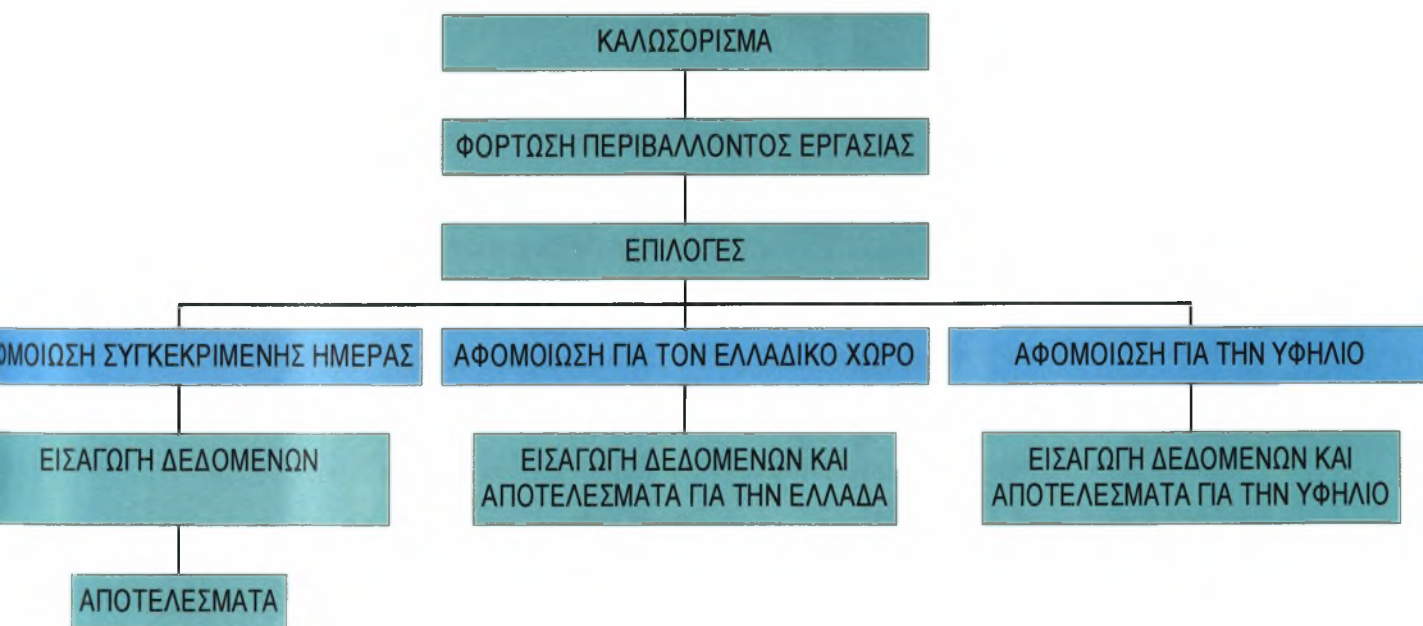 ΚΑΛΩΣΟΡΙΣΜΑ
ΦΟΡΤΩΣΗ ΠΕΡΙΒΑΛΛΟΝΤΟΣ ΕΡΓΑΣΙΑΣ
ΕΠΙΛΟΓΕΣ
ΟΜΟΙΩΣΗ ΣΥΓΚΕΚΡΙΜΕΝΗΣ ΗΜΕΡΑΣ
ΑΦΟΜΟΙΩΣΗ ΓΙΑ ΤΟΝ ΕΛΛΑΔΙΚΟ ΧΩΡΟ
ΑΦΟΜΟΙΩΣΗ ΓΙΑ ΤΗΝ ΥΦΗΛΙΟ
ΕΙΣΑΓΩΓΗ ΔΕΔΟΜΕΝΩΝ
ΕΙΣΑΓΩΓΗ ΔΕΔΟΜΕΝΩΝ ΚΑΙ
ΑΠΟΤΕΛΕΣΜΑΤΑ ΓΙΑ ΤΗΝ ΕΛΛΑΔΑ
ΕΙΣΑΓΩΓΗ ΔΕΔΟΜΕΝΩΝ ΚΑΙ
ΑΠΟΤΕΛΕΣΜΑΤΑ ΓΙΑ ΤΗΝ ΥΦΗΛΙΟ
ΑΠΟΤΕΛΕΣΜΑΤΑ